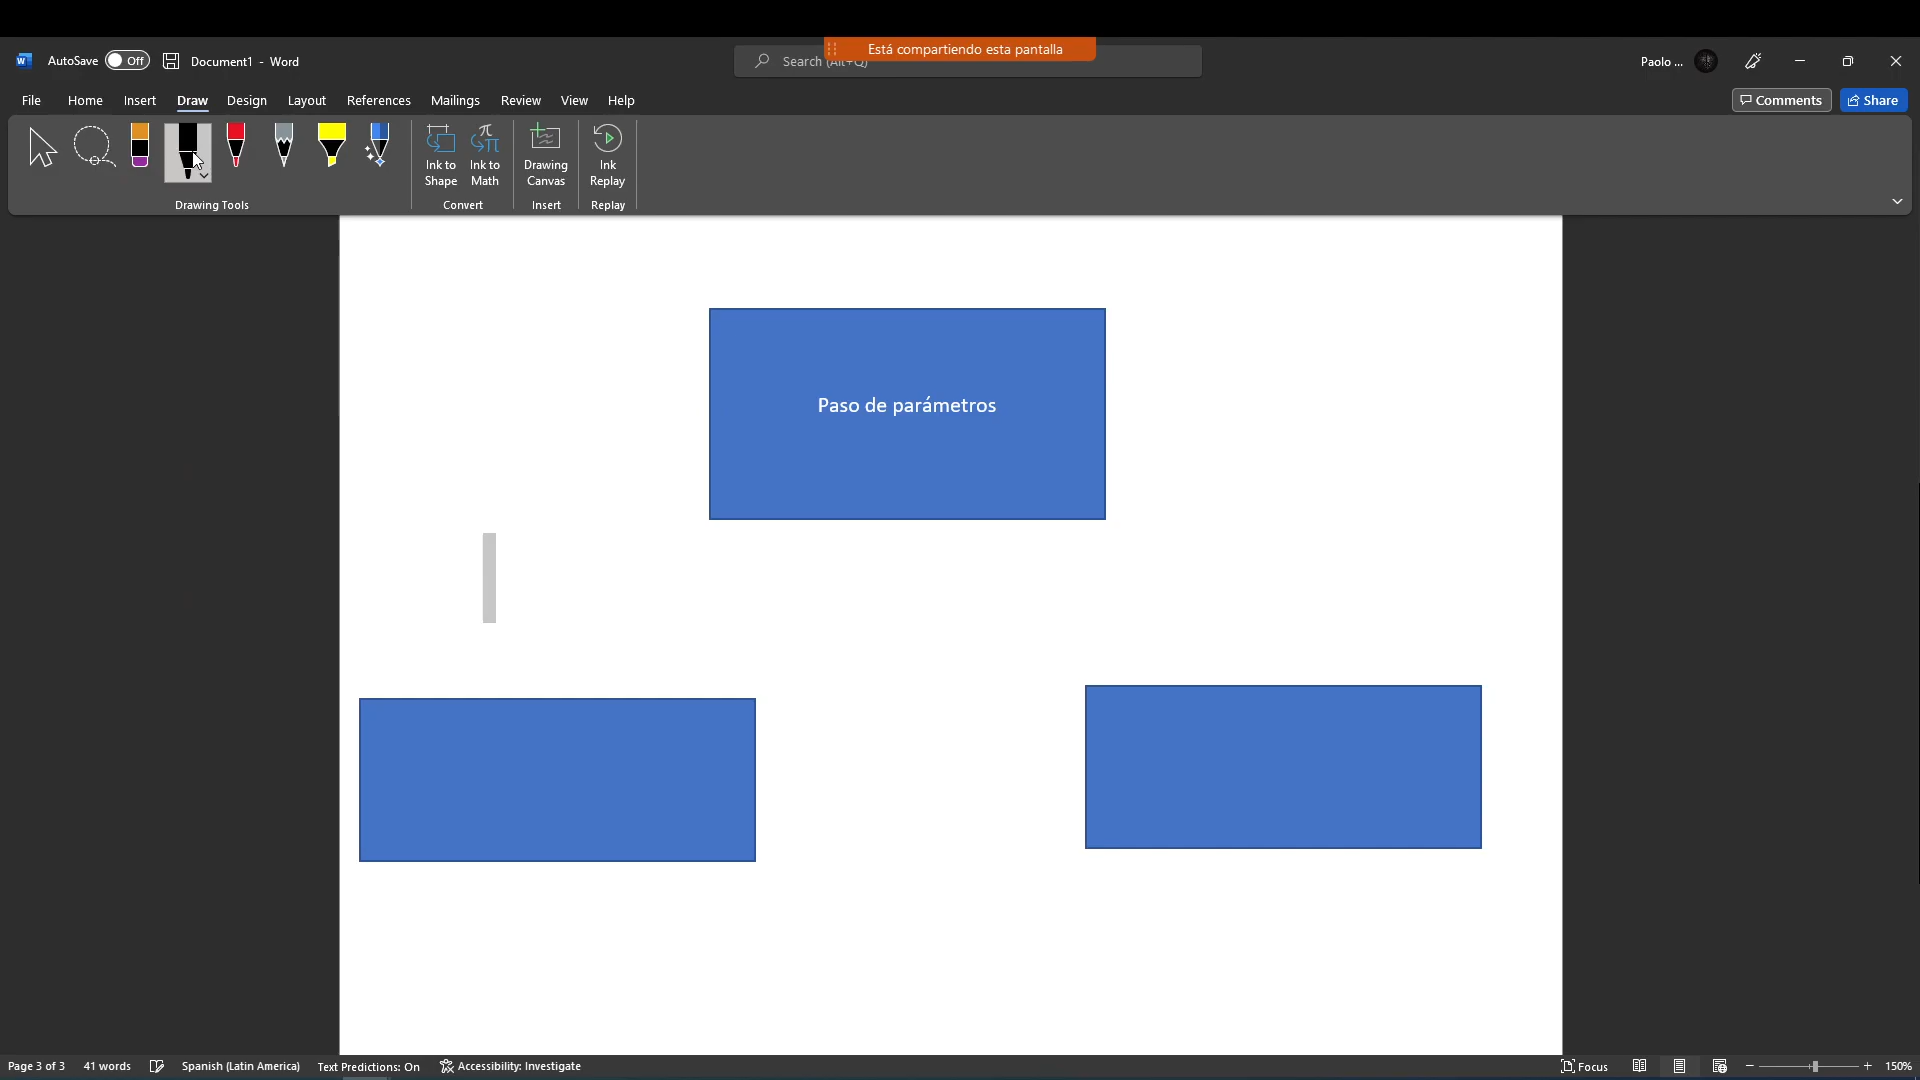 Está compartiendo esta pantalla
AutoSave Off Document1 - Word
Search (Alt+Q)
Paolo ...
File Home Insert Draw Design Layout References Mailings Review View Help
Comments Share
Ink to Shape
Ink to Math
Drawing Canvas
Ink Replay
Drawing Tools Convert Insert Replay
Paso de parámetros
Page 3 of 3 41 words Spanish (Latin America) Text Predictions: On Accessibility: Investigate Focus 150%